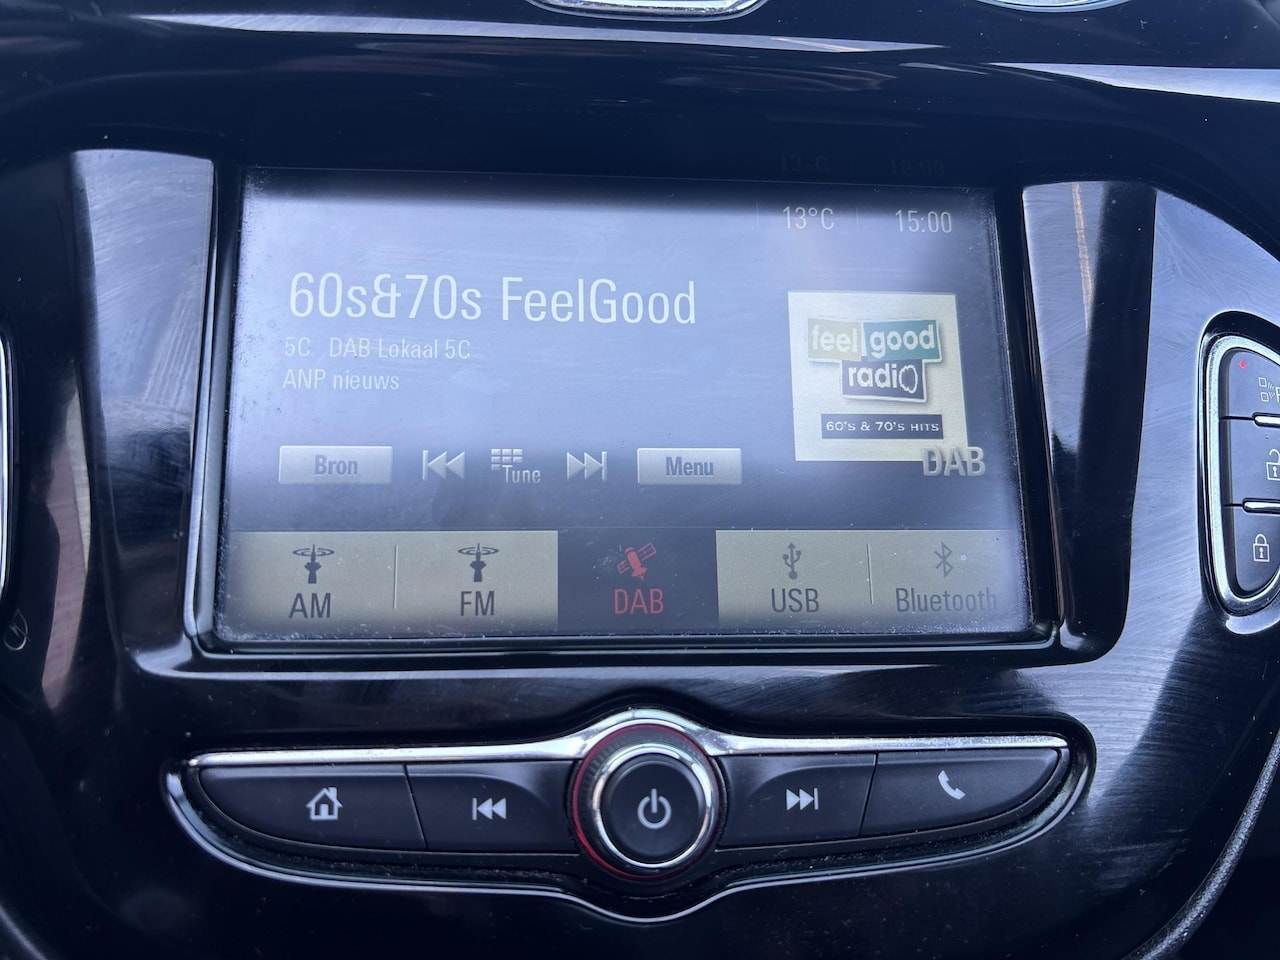 13°C 15:00
60s&70s FeelGood
5C DAB Lokaal 5C
ANP nieuws
feel good
radio
60'S & 70'S HITS
DAB
Bron Tune Menu
AM FM DAB USB Bluetooth